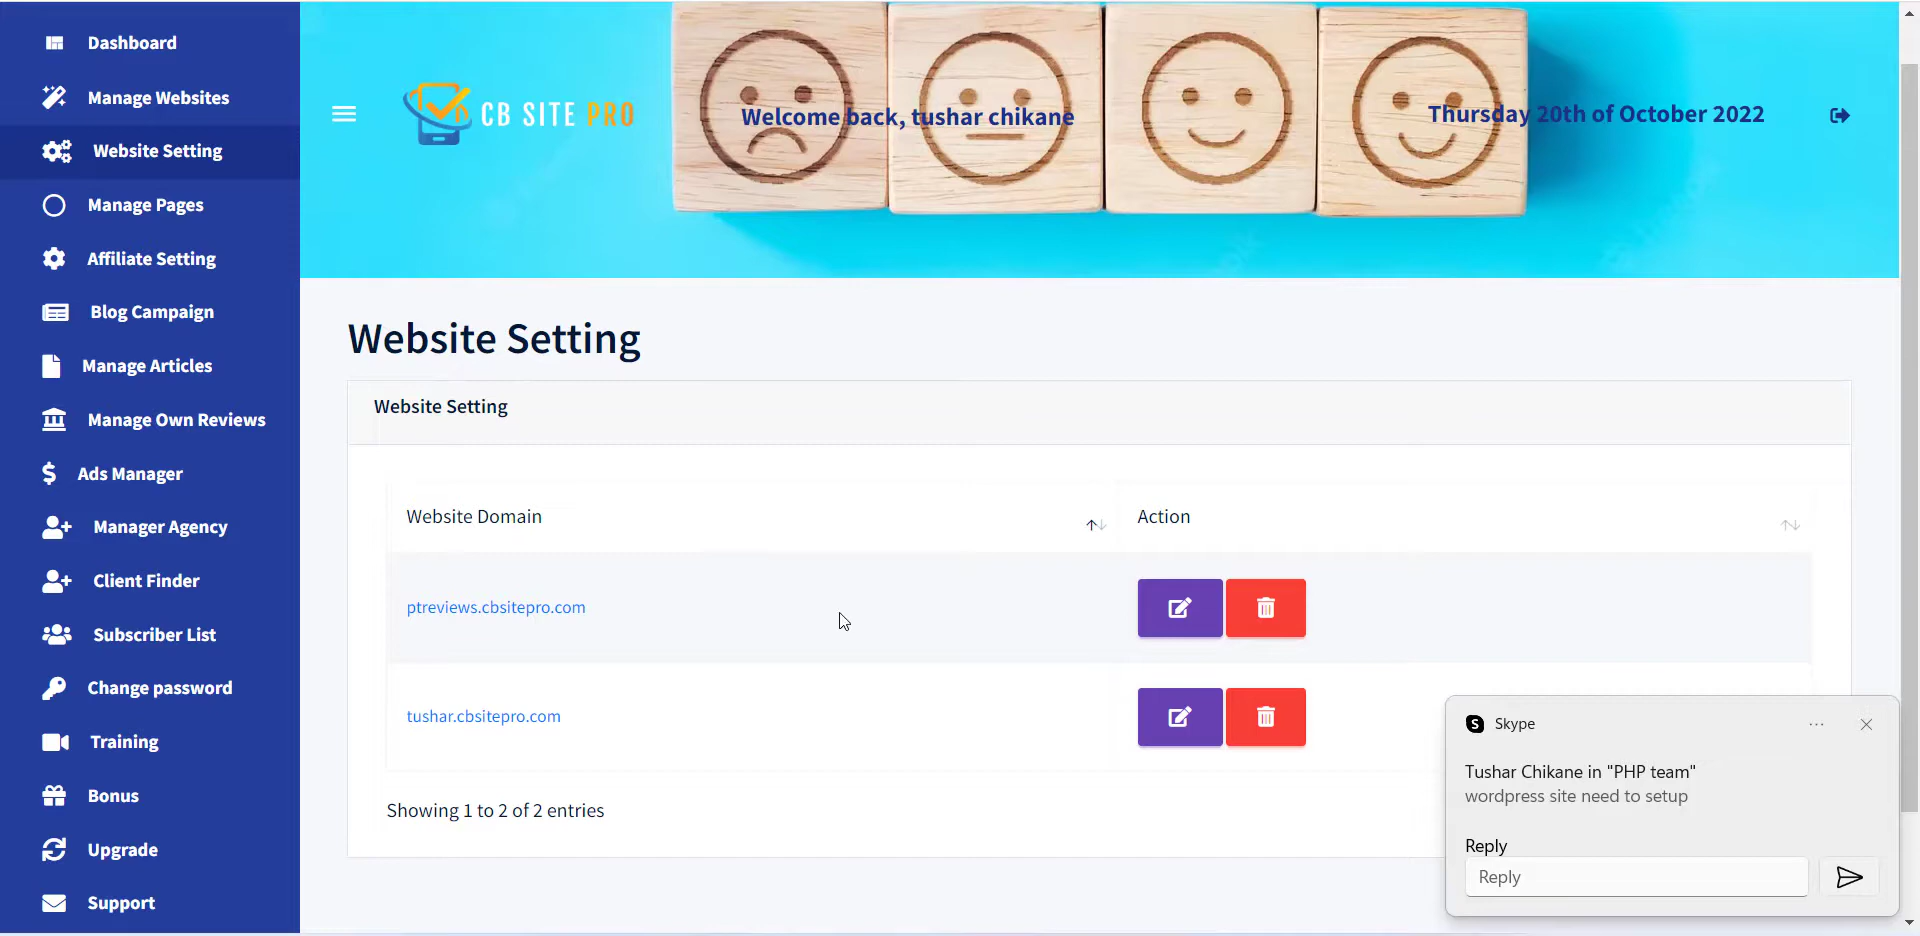 Dashboard
Manage Websites
Website Setting
Manage Pages
Affiliate Setting
Blog Campaign
Manage Articles
Manage Own Reviews
Ads Manager
Manager Agency
Client Finder
Subscriber List
Change password
Training
Bonus
Upgrade
Support
CB SITE PRO
Welcome back, tushar chikane
Thursday 20th of October 2022
Website Setting
Website Setting
Website Domain
Action
ptreviews.cbsitepro.com
tushar.cbsitepro.com
Showing 1 to 2 of 2 entries
Skype
Tushar Chikane in "PHP team"
wordpress site need to setup
Reply
Reply